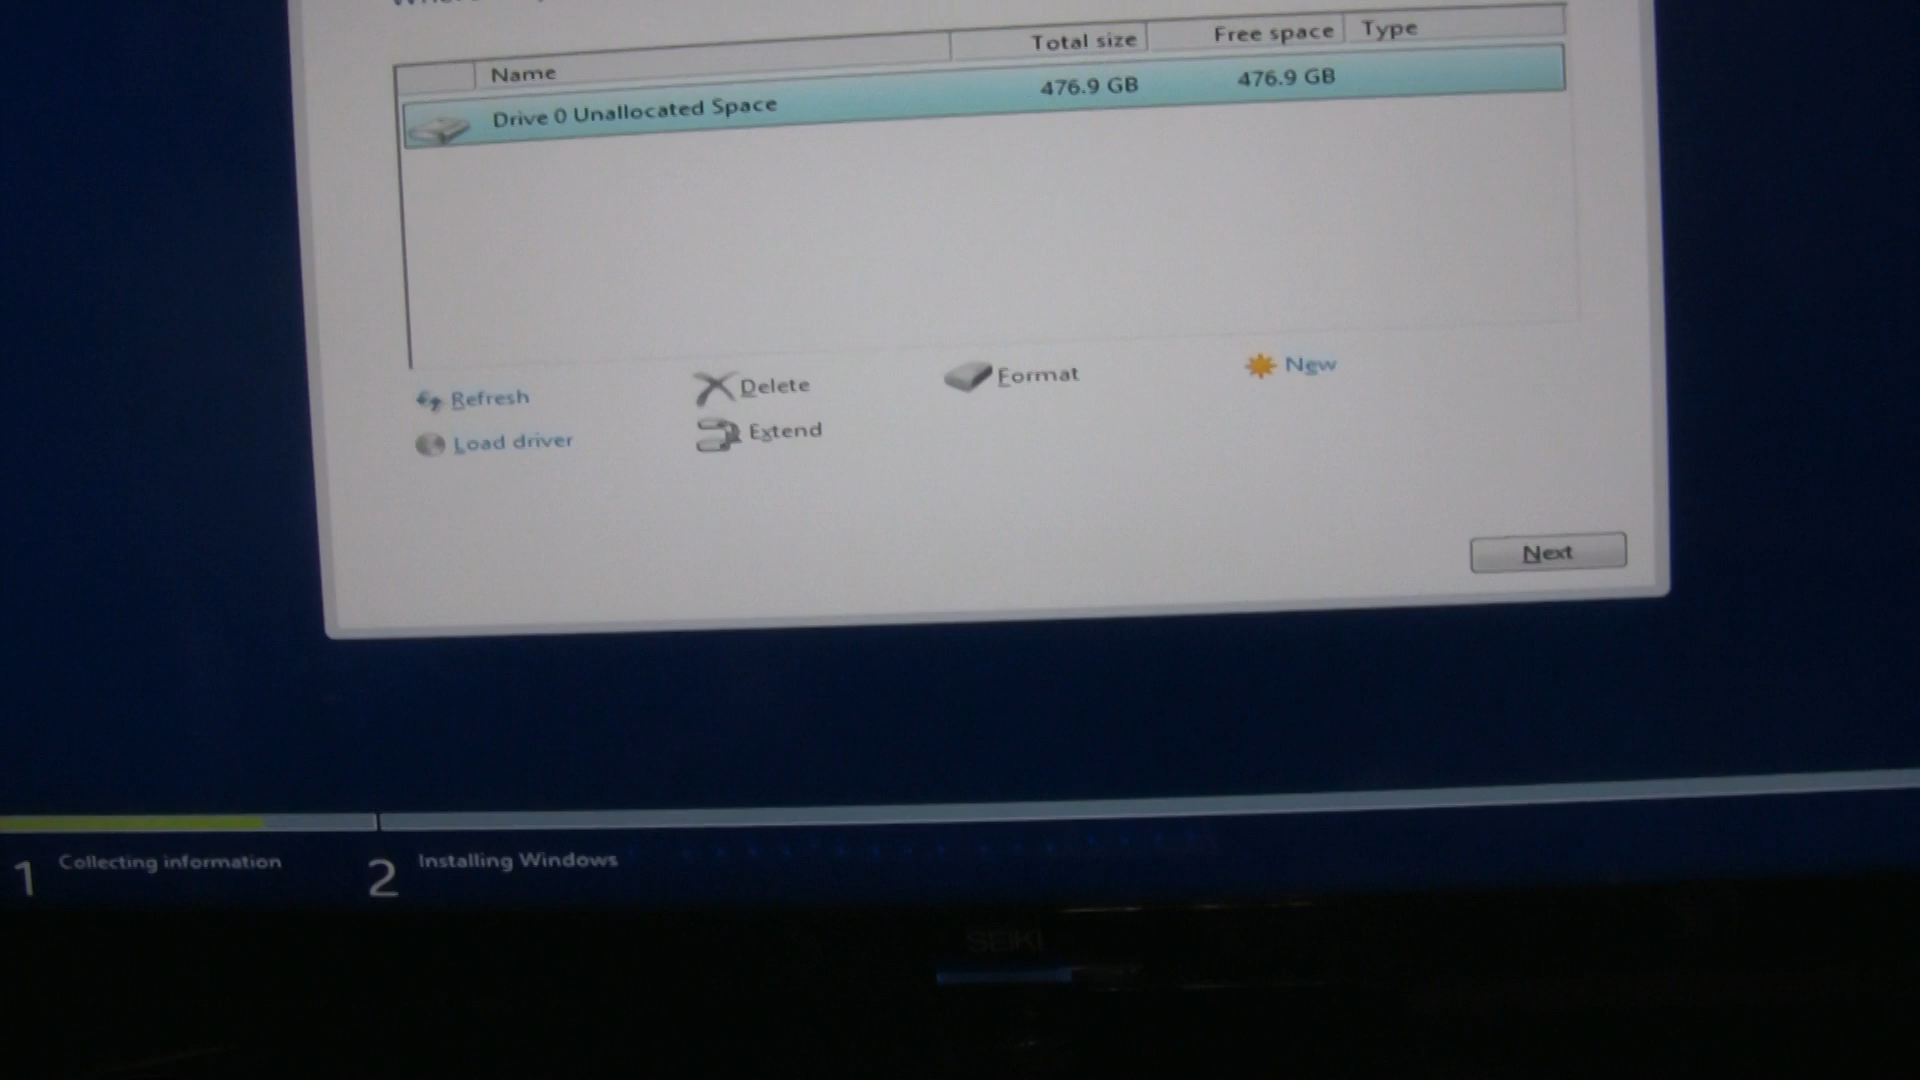 Name Total size Free space Type
Drive 0 Unallocated Space 476.9 GB 476.9 GB
Refresh Delete Format New
Load driver Extend
Next
1 Collecting information 2 Installing Windows
SEIKI